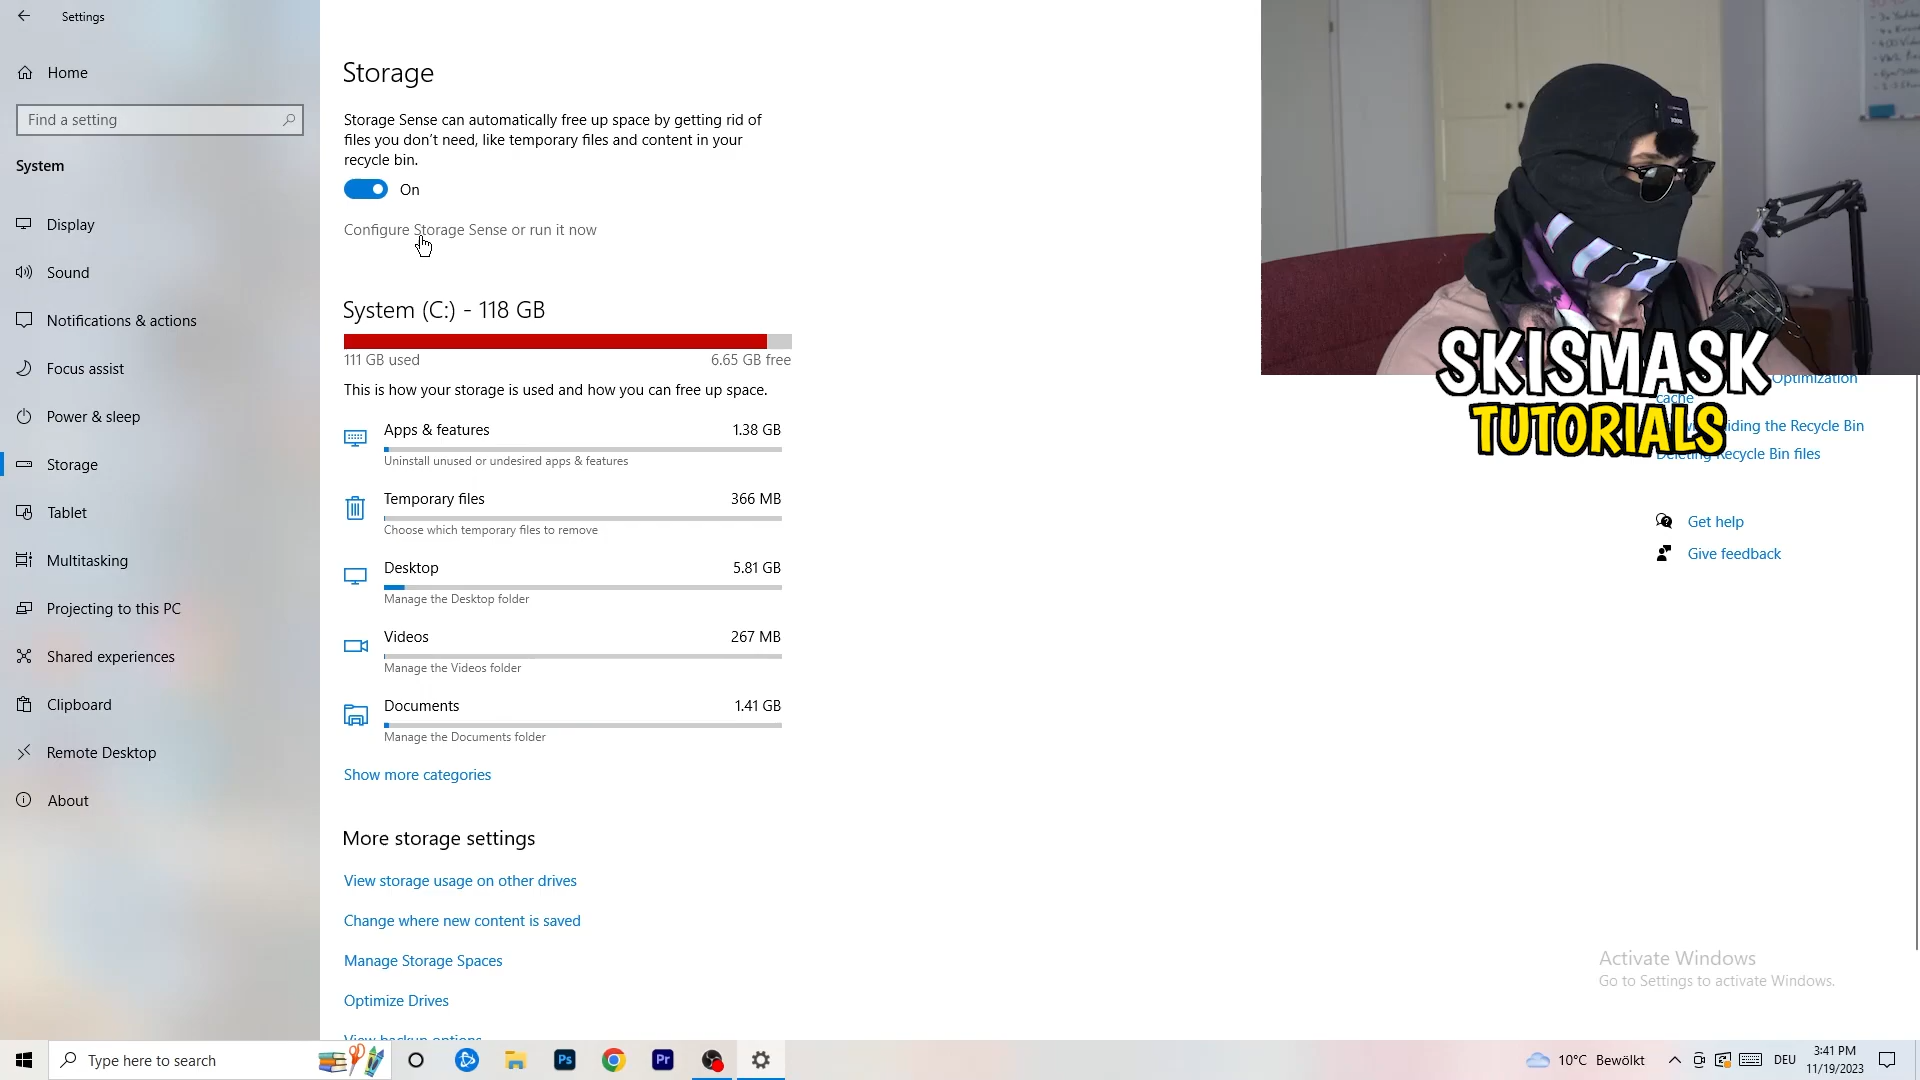 Settings
Home
Find a setting
System
Display
Sound
Notifications & actions
Focus assist
Power & sleep
Storage
Tablet
Multitasking
Projecting to this PC
Shared experiences
Clipboard
Remote Desktop
About
Storage
Storage Sense can automatically free up space by getting rid of
files you don't need, like temporary files and content in your
recycle bin.
On
Configure Storage Sense or run it now
System (C:) - 118 GB
111 GB used 6.65 GB free
This is how your storage is used and how you can free up space.
Apps & features 1.38 GB
Uninstall unused or undesired apps & features
Temporary files 366 MB
Choose which temporary files to remove
Desktop 5.81 GB
Manage the Desktop folder
Videos 267 MB
Manage the Videos folder
Documents 1.41 GB
Manage the Documents folder
Show more categories
More storage settings
View storage usage on other drives
Change where new content is saved
Manage Storage Spaces
Optimize Drives
View backup options
SKISMASK
TUTORIALS
Optimization
cache
the Recycle Bin
Deleting Recycle Bin files
Get help
Give feedback
Activate Windows
Go to Settings to activate Windows.
Type here to search
Ps
Pr
10°C Bewölkt
DEU
3:41 PM
11/19/2023